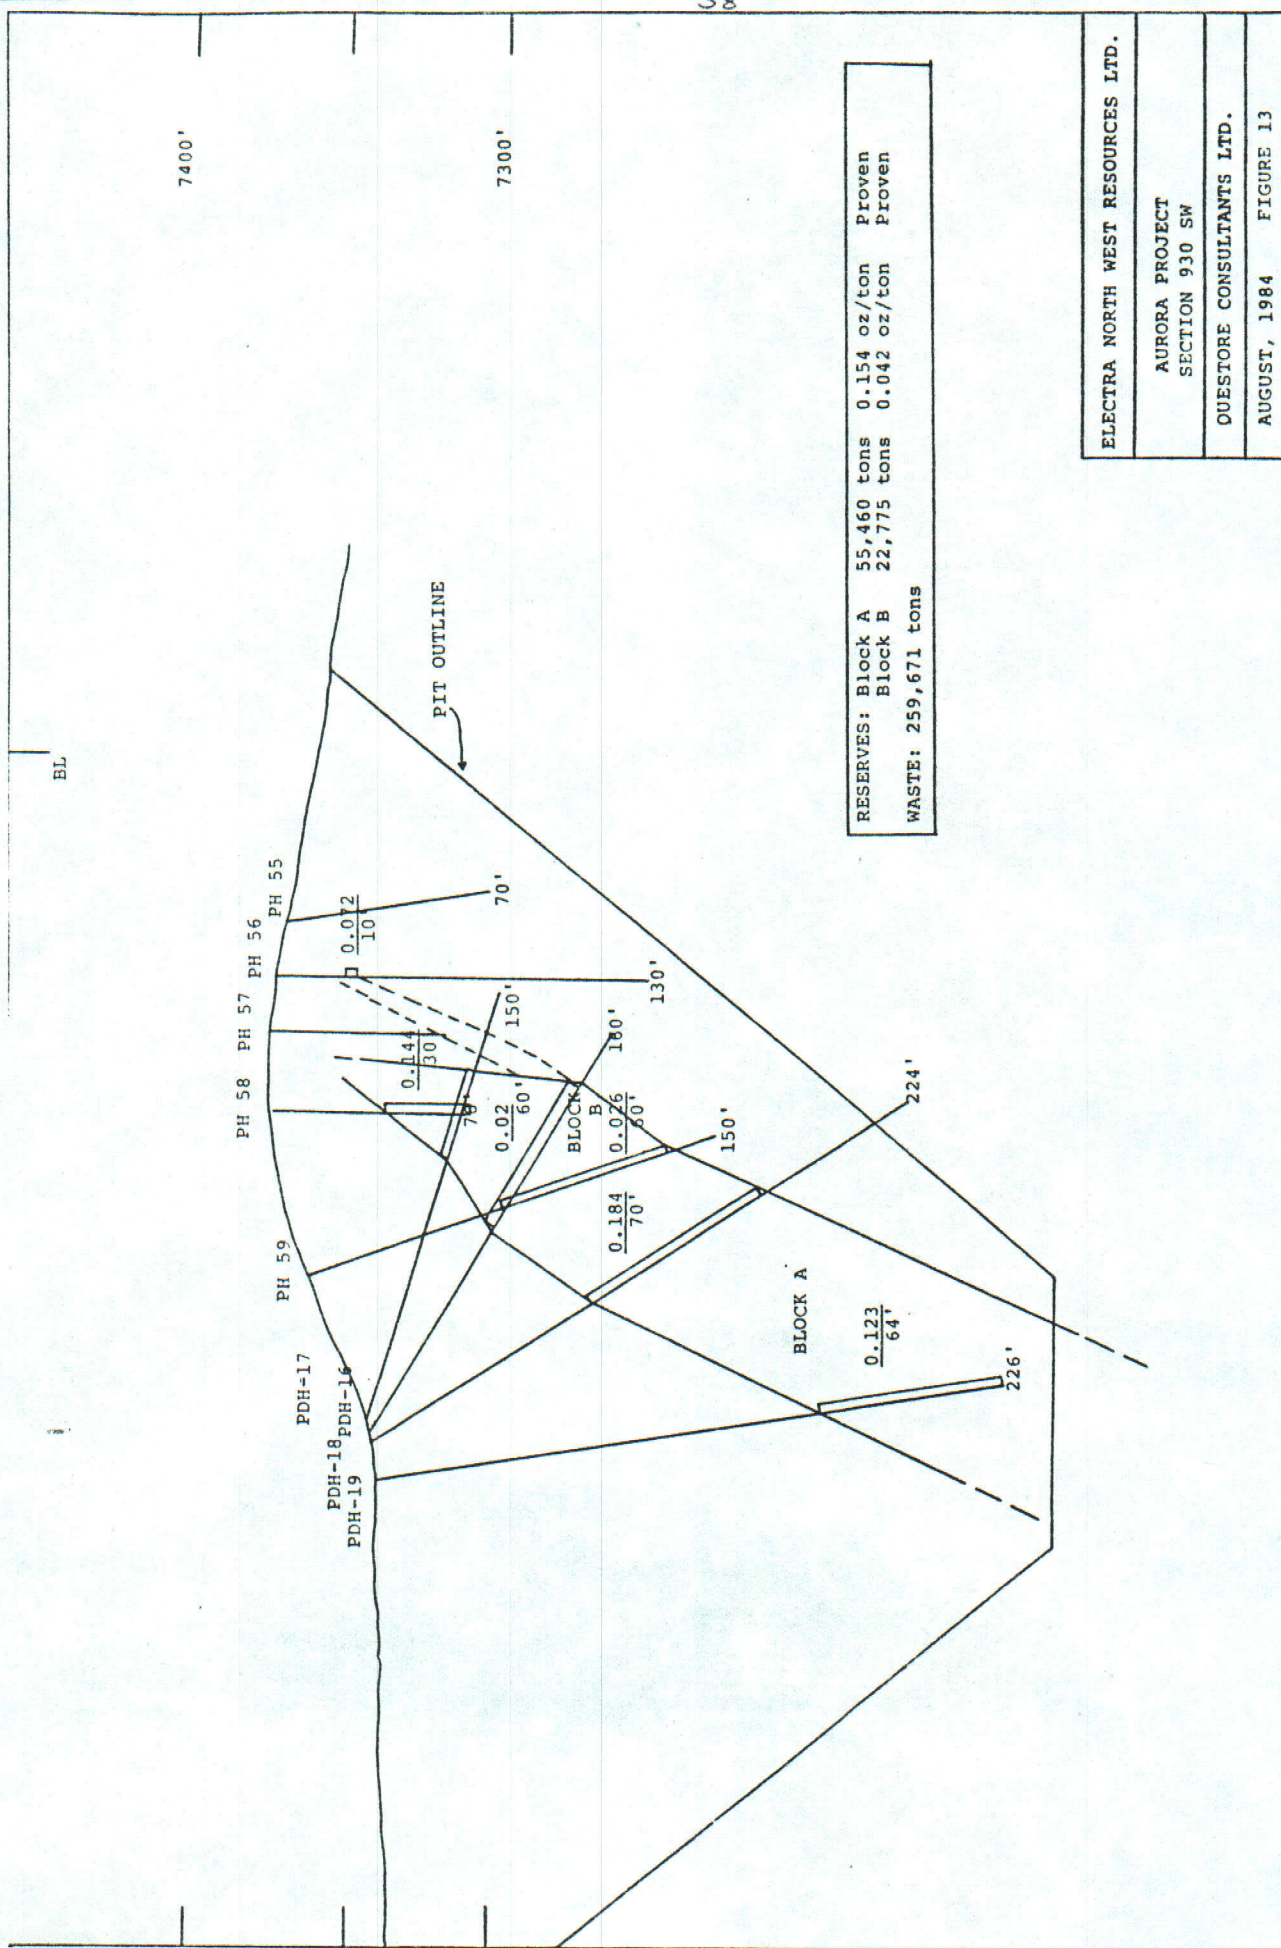 BL
7400'
7300'
PH 55
PH 56
PH 57
PH 58
PH 59
PDH-17
PDH-16
PDH-18
PDH-19
0.072
10'
70'
130'
150'
0.144
30'
70'
0.02
60'
160'
BLOCK
B
0.026
60'
150'
0.184
70'
224'
BLOCK A
0.123
64'
226'
PIT OUTLINE
RESERVES: Block A 55,460 tons 0.154 oz/ton Proven
Block B 22,775 tons 0.042 oz/ton Proven
WASTE: 259,671 tons
ELECTRA NORTH WEST RESOURCES LTD.
AURORA PROJECT
SECTION 930 SW
QUESTORE CONSULTANTS LTD.
AUGUST, 1984 FIGURE 13